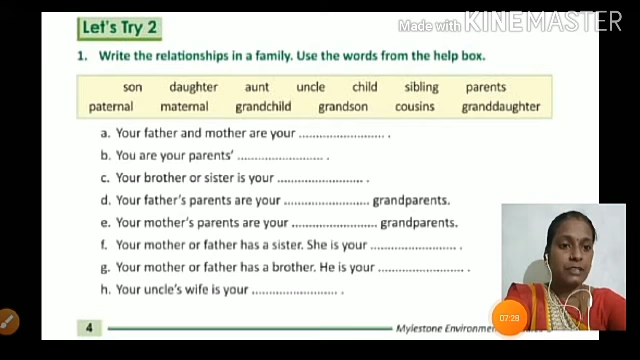 Let's Try 2
Made with KINEMASTER
1. Write the relationships in a family. Use the words from the help box.
son daughter aunt uncle child sibling parents
paternal maternal grandchild grandson cousins granddaughter
a. Your father and mother are your .......................... .
b. You are your parents' .......................... .
c. Your brother or sister is your .......................... .
d. Your father's parents are your .......................... grandparents.
e. Your mother's parents are your .......................... grandparents.
f. Your mother or father has a sister. She is your .......................... .
g. Your mother or father has a brother. He is your .......................... .
h. Your uncle's wife is your .......................... .
07:28
4 Mylestone